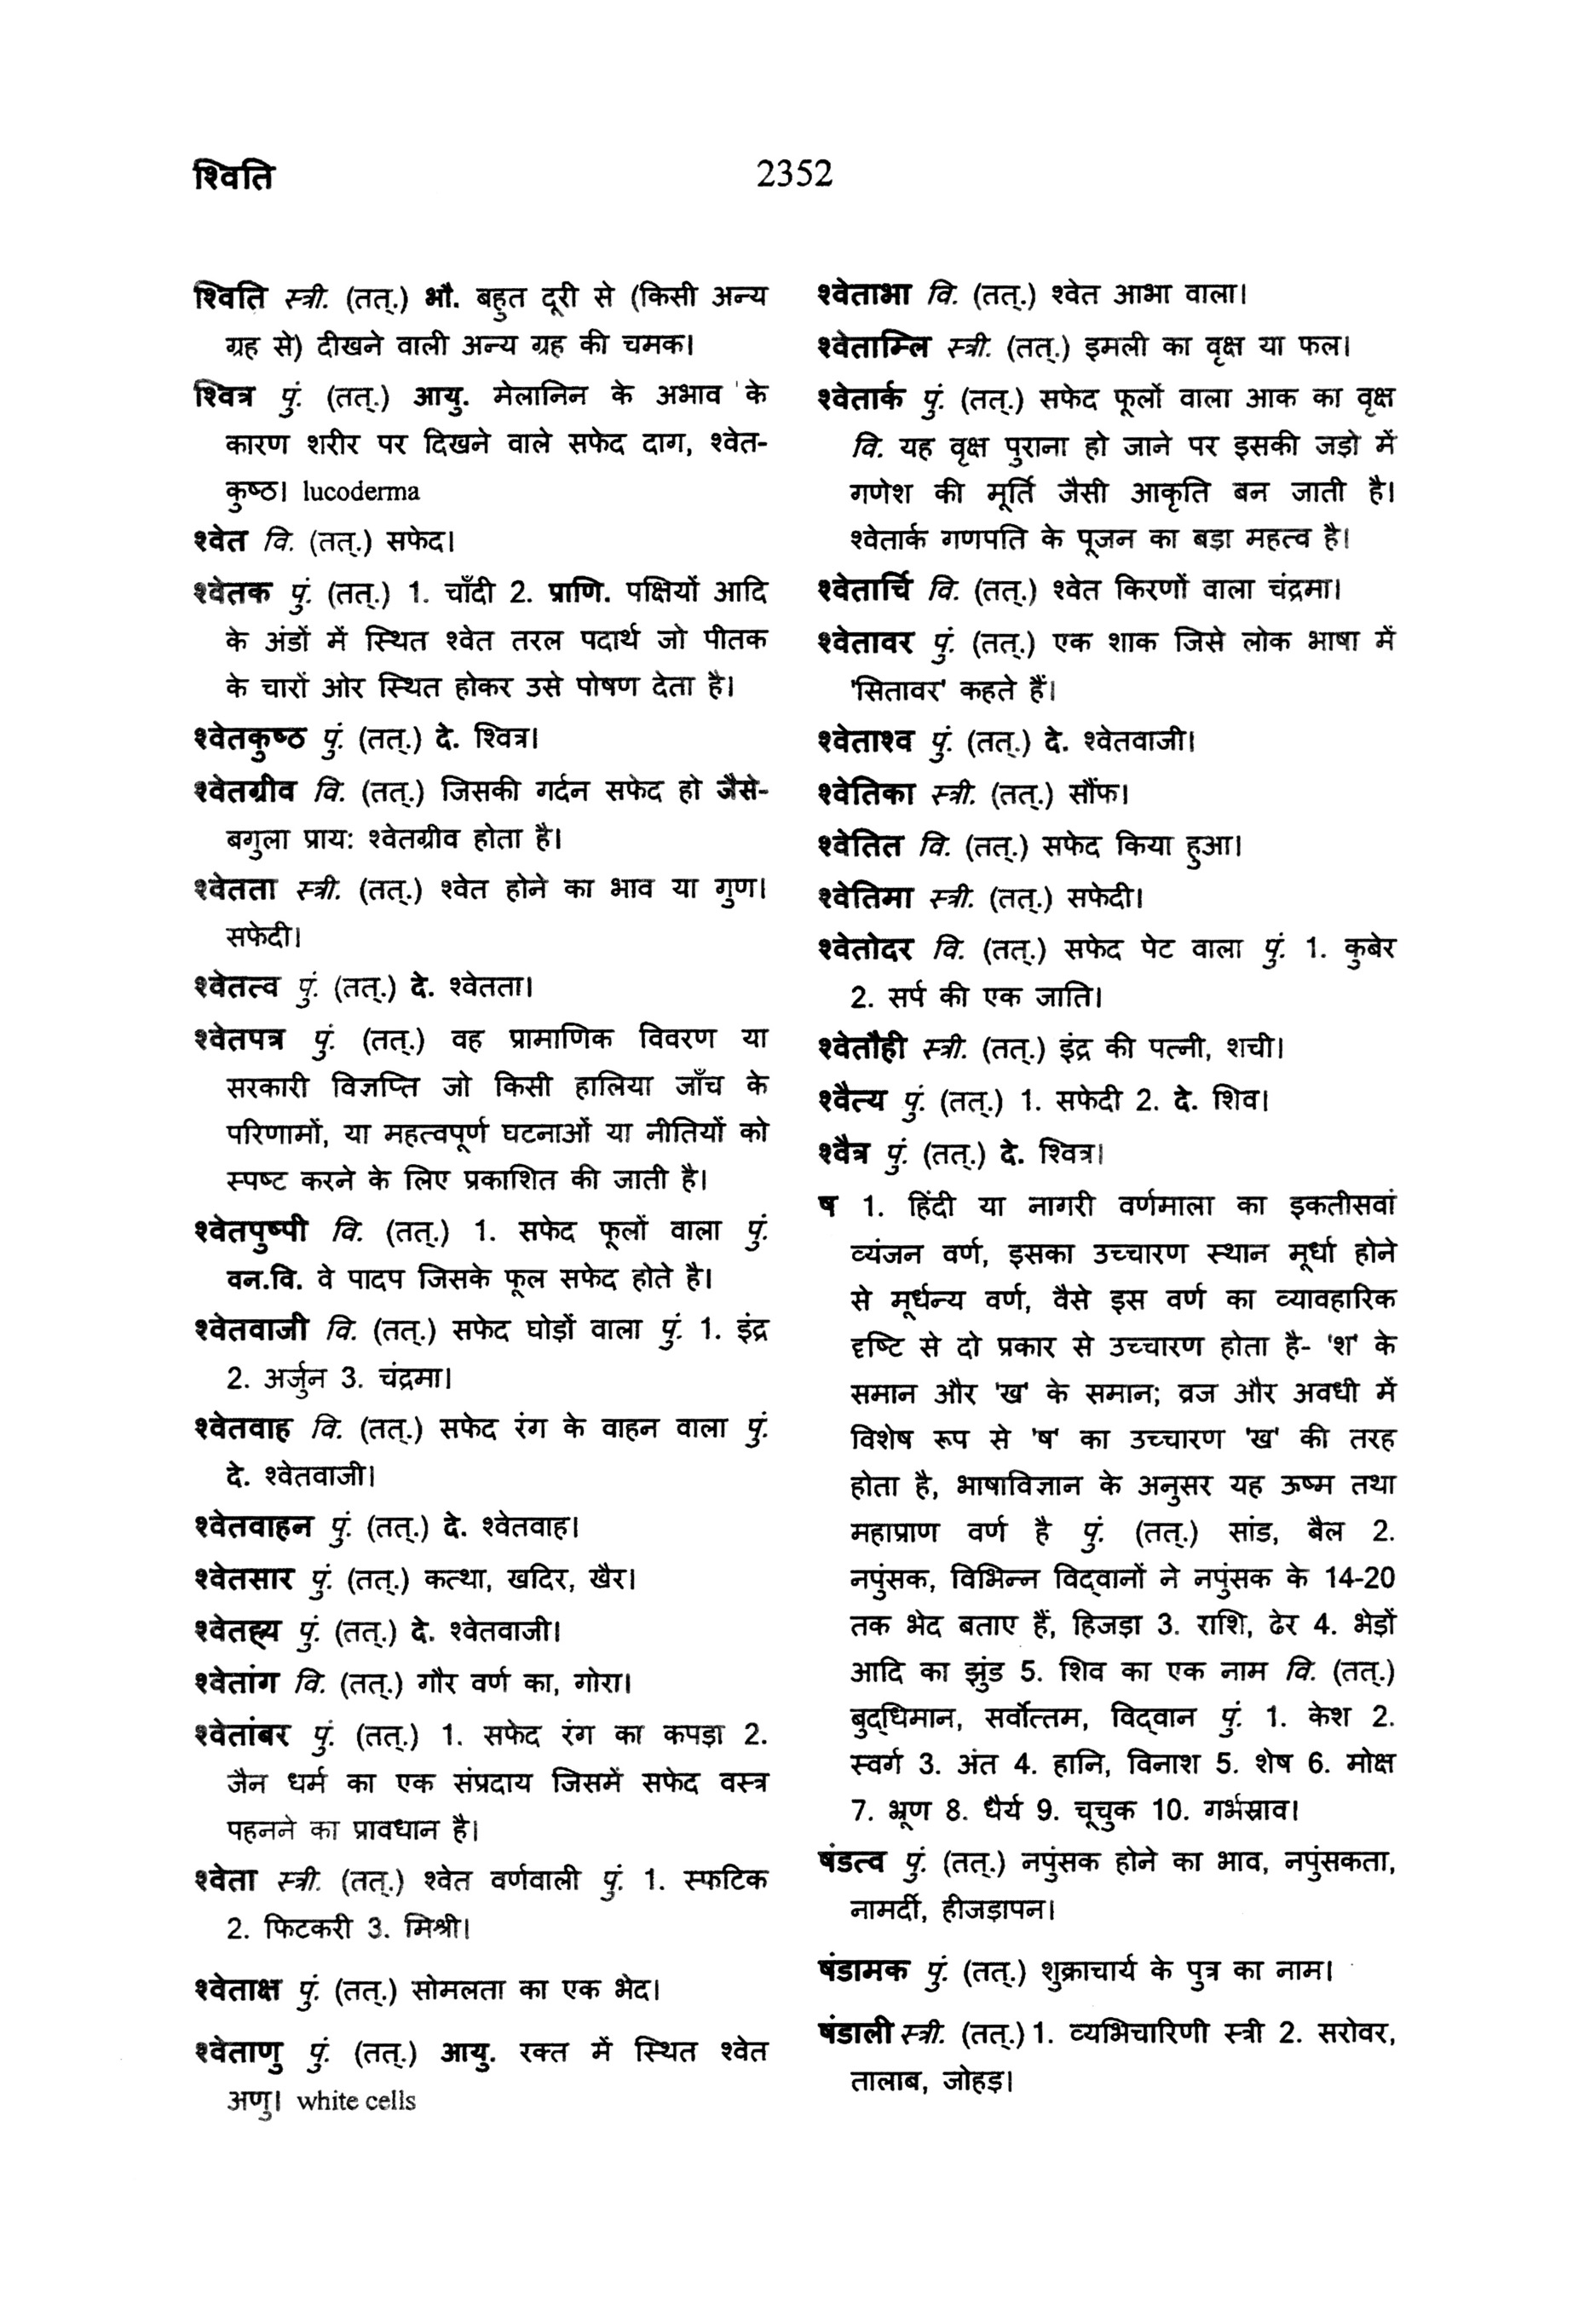 श्विति
2352
श्विति स्त्री. (तत्.) भौ. बहुत दूरी से (किसी अन्य
ग्रह से) दीखने वाली अन्य ग्रह की चमक।
श्वित्र पुं. (तत्.) आयु. मेलानिन के अभाव के
कारण शरीर पर दिखने वाले सफेद दाग, श्वेत-
कुष्ठ। lucoderma
श्वेत वि. (तत्.) सफेद।
श्वेतक पुं. (तत्.) 1. चाँदी 2. प्राणि. पक्षियों आदि
के अंडों में स्थित श्वेत तरल पदार्थ जो पीतक
के चारों ओर स्थित होकर उसे पोषण देता है।
श्वेतकुष्ठ पुं. (तत्.) दे. श्वित्र।
श्वेतग्रीव वि. (तत्.) जिसकी गर्दन सफेद हो जैसे-
बगुला प्राय: श्वेतग्रीव होता है।
श्वेतता स्त्री. (तत्.) श्वेत होने का भाव या गुण।
सफेदी।
श्वेतत्व पुं. (तत्.) दे. श्वेतता।
श्वेतपत्र पुं. (तत्.) वह प्रामाणिक विवरण या
सरकारी विज्ञप्ति जो किसी हालिया जाँच के
परिणामों, या महत्वपूर्ण घटनाओं या नीतियों को
स्पष्ट करने के लिए प्रकाशित की जाती है।
श्वेतपुष्पी वि. (तत्.) 1. सफेद फूलों वाला पुं.
वन.वि. वे पादप जिसके फूल सफेद होते है।
श्वेतवाजी वि. (तत्.) सफेद घोड़ों वाला पुं. 1. इंद्र
2. अर्जुन 3. चंद्रमा।
श्वेतवाह वि. (तत्.) सफेद रंग के वाहन वाला पुं.
दे. श्वेतवाजी।
श्वेतवाहन पुं. (तत्.) दे. श्वेतवाह।
श्वेतसार पुं. (तत्.) कत्था, खदिर, खैर।
श्वेतह्य पुं. (तत्.) दे. श्वेतवाजी।
श्वेतांग वि. (तत्.) गौर वर्ण का, गोरा।
श्वेतांबर पुं. (तत्.) 1. सफेद रंग का कपड़ा 2.
जैन धर्म का एक संप्रदाय जिसमें सफेद वस्त्र
पहनने का प्रावधान है।
श्वेता स्त्री. (तत्.) श्वेत वर्णवाली पुं. 1. स्फटिक
2. फिटकरी 3. मिश्री।
श्वेताक्ष पुं. (तत्.) सोमलता का एक भेद।
श्वेताणु पुं. (तत्.) आयु. रक्त में स्थित श्वेत
अणु। white cells
श्वेताभा वि. (तत्.) श्वेत आभा वाला।
श्वेताम्लि स्त्री. (तत्.) इमली का वृक्ष या फल।
श्वेतार्क पुं. (तत्.) सफेद फूलों वाला आक का वृक्ष
वि. यह वृक्ष पुराना हो जाने पर इसकी जड़ो में
गणेश की मूर्ति जैसी आकृति बन जाती है।
श्वेतार्क गणपति के पूजन का बड़ा महत्व है।
श्वेतार्चि वि. (तत्.) श्वेत किरणों वाला चंद्रमा।
श्वेतावर पुं. (तत्.) एक शाक जिसे लोक भाषा में
'सितावर' कहते हैं।
श्वेताश्व पुं. (तत्.) दे. श्वेतवाजी।
श्वेतिका स्त्री. (तत्.) सौंफ।
श्वेतित वि. (तत्.) सफेद किया हुआ।
श्वेतिमा स्त्री. (तत्.) सफेदी।
श्वेतोदर वि. (तत्.) सफेद पेट वाला पुं. 1. कुबेर
2. सर्प की एक जाति।
श्वेतौही स्त्री. (तत्.) इंद्र की पत्नी, शची।
श्वैत्य पुं. (तत्.) 1. सफेदी 2. दे. शिव।
श्वैत्र पुं. (तत्.) दे. श्वित्र।
ष 1. हिंदी या नागरी वर्णमाला का इकतीसवां
व्यंजन वर्ण, इसका उच्चारण स्थान मूर्धा होने
से मूर्धन्य वर्ण, वैसे इस वर्ण का व्यावहारिक
दृष्टि से दो प्रकार से उच्चारण होता है- 'श' के
समान और 'ख' के समान; व्रज और अवधी में
विशेष रूप से 'ष' का उच्चारण 'ख' की तरह
होता है, भाषाविज्ञान के अनुसर यह ऊष्म तथा
महाप्राण वर्ण है पुं. (तत्.) सांड, बैल 2.
नपुंसक, विभिन्न विद्वानों ने नपुंसक के 14-20
तक भेद बताए हैं, हिजड़ा 3. राशि, ढेर 4. भेड़ों
आदि का झुंड 5. शिव का एक नाम वि. (तत्.)
बुद्धिमान, सर्वोत्तम, विद्वान पुं. 1. केश 2.
स्वर्ग 3. अंत 4. हानि, विनाश 5. शेष 6. मोक्ष
7. भ्रूण 8. धैर्य 9. चूचुक 10. गर्भस्राव।
षंडत्व पुं. (तत्.) नपुंसक होने का भाव, नपुंसकता,
नामर्दी, हीजड़ापन।
षंडामक पुं. (तत्.) शुक्राचार्य के पुत्र का नाम।
षंडाली स्त्री. (तत्.) 1. व्यभिचारिणी स्त्री 2. सरोवर,
तालाब, जोहड़।